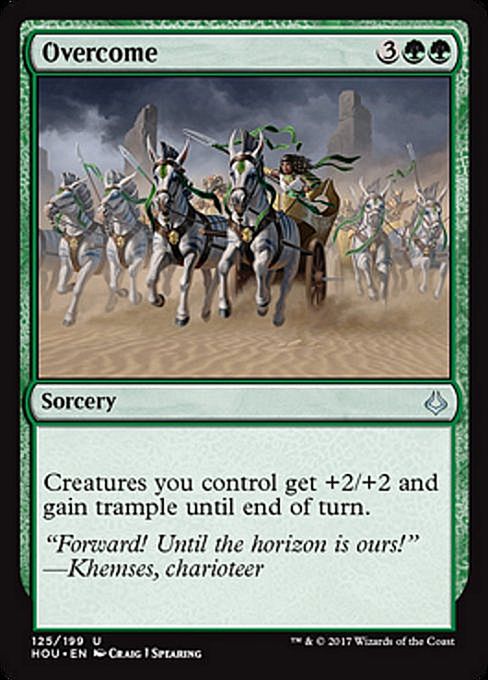 Overcome 3
Sorcery
Creatures you control get +2/+2 and
gain trample until end of turn.
“Forward! Until the horizon is ours!”
—Khemses, charioteer
125/199 U
HOU • EN Craig J Spearing
™ & © 2017 Wizards of the Coast